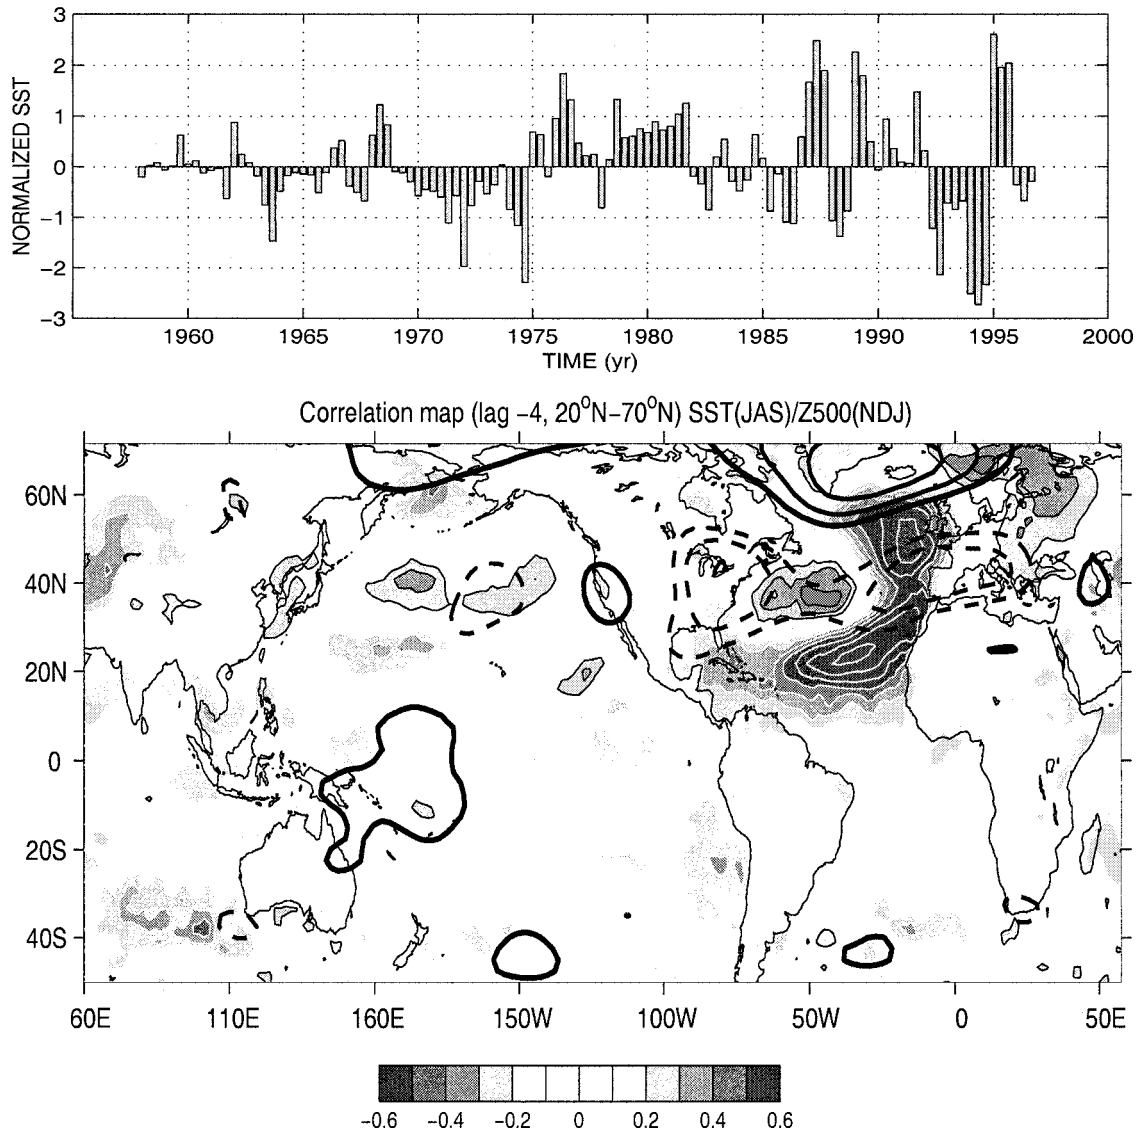 3
2
1
0
−1
−2
−3
NORMALIZED SST
1960 1965 1970 1975 1980 1985 1990 1995 2000
TIME (yr)
Correlation map (lag −4, 20°N−70°N) SST(JAS)/Z500(NDJ)
60N
40N
20N
0
20S
40S
60E 110E 160E 150W 100W 50W 0 50E
−0.6 −0.4 −0.2 0 0.2 0.4 0.6